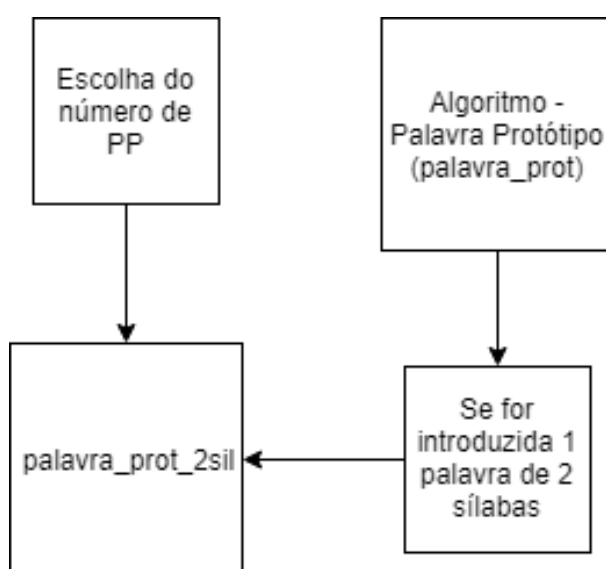 Escolha do
número de
PP
Algoritmo -
Palavra Protótipo
(palavra_prot)
palavra_prot_2sil
Se for
introduzida 1
palavra de 2
sílabas